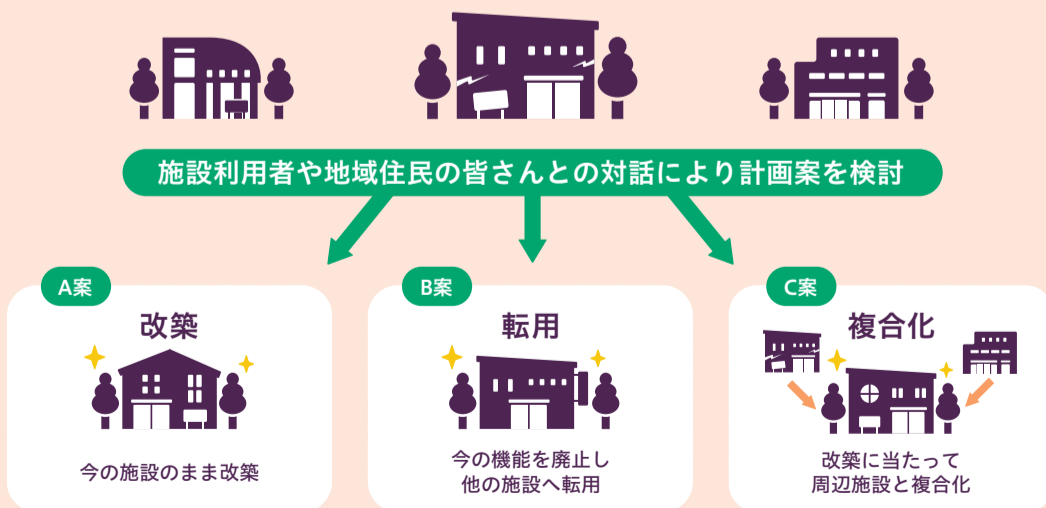 施設利用者や地域住民の皆さんとの対話により計画案を検討
A案
改築
今の施設のまま改築
B案
転用
今の機能を廃止し
他の施設へ転用
C案
複合化
改築に当たって
周辺施設と複合化